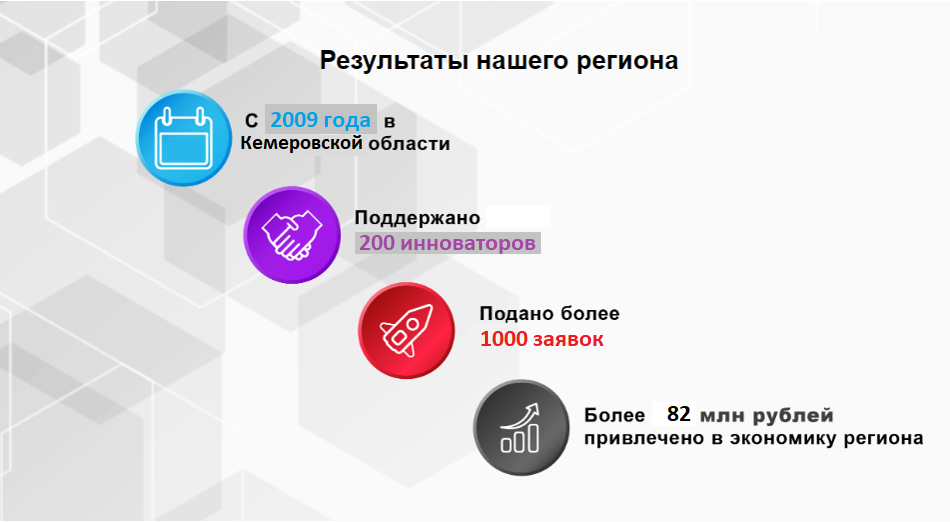 Результаты нашего региона
С 2009 года в
Кемеровской области
Поддержано
200 инноваторов
Подано более
1000 заявок
Более 82 млн рублей
привлечено в экономику региона